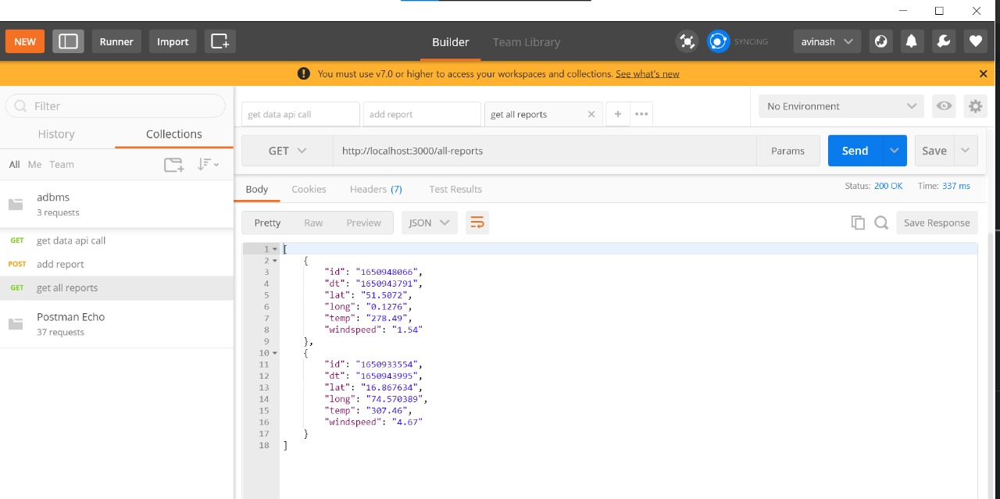 NEW Runner Import Builder Team Library SYNCING avinash
You must use v7.0 or higher to access your workspaces and collections. See what's new
Filter
History Collections
All Me Team
adbms
3 requests
GET get data api call
POST add report
GET get all reports
Postman Echo
37 requests
get data api call add report get all reports No Environment
GET http://localhost:3000/all-reports Params Send Save
Body Cookies Headers (7) Test Results Status: 200 OK Time: 337 ms
Pretty Raw Preview JSON Save Response
1 [
2 {
3 "id": "1650948066",
4 "dt": "1650943791",
5 "lat": "51.5072",
6 "long": "0.1276",
7 "temp": "278.49",
8 "windspeed": "1.54"
9 },
10 {
11 "id": "1650933554",
12 "dt": "1650943995",
13 "lat": "16.867634",
14 "long": "74.570389",
15 "temp": "307.46",
16 "windspeed": "4.67"
17 }
18 ]